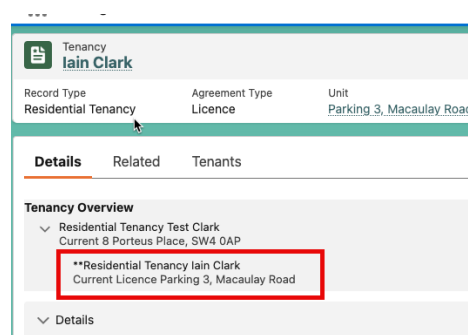 Tenancy
Iain Clark
Record Type
Agreement Type
Unit
Residential Tenancy
Licence
Parking 3, Macaulay Road
Details
Related
Tenants
Tenancy Overview
Residential Tenancy Test Clark
Current 8 Porteus Place, SW4 0AP
**Residential Tenancy Iain Clark
Current Licence Parking 3, Macaulay Road
Details